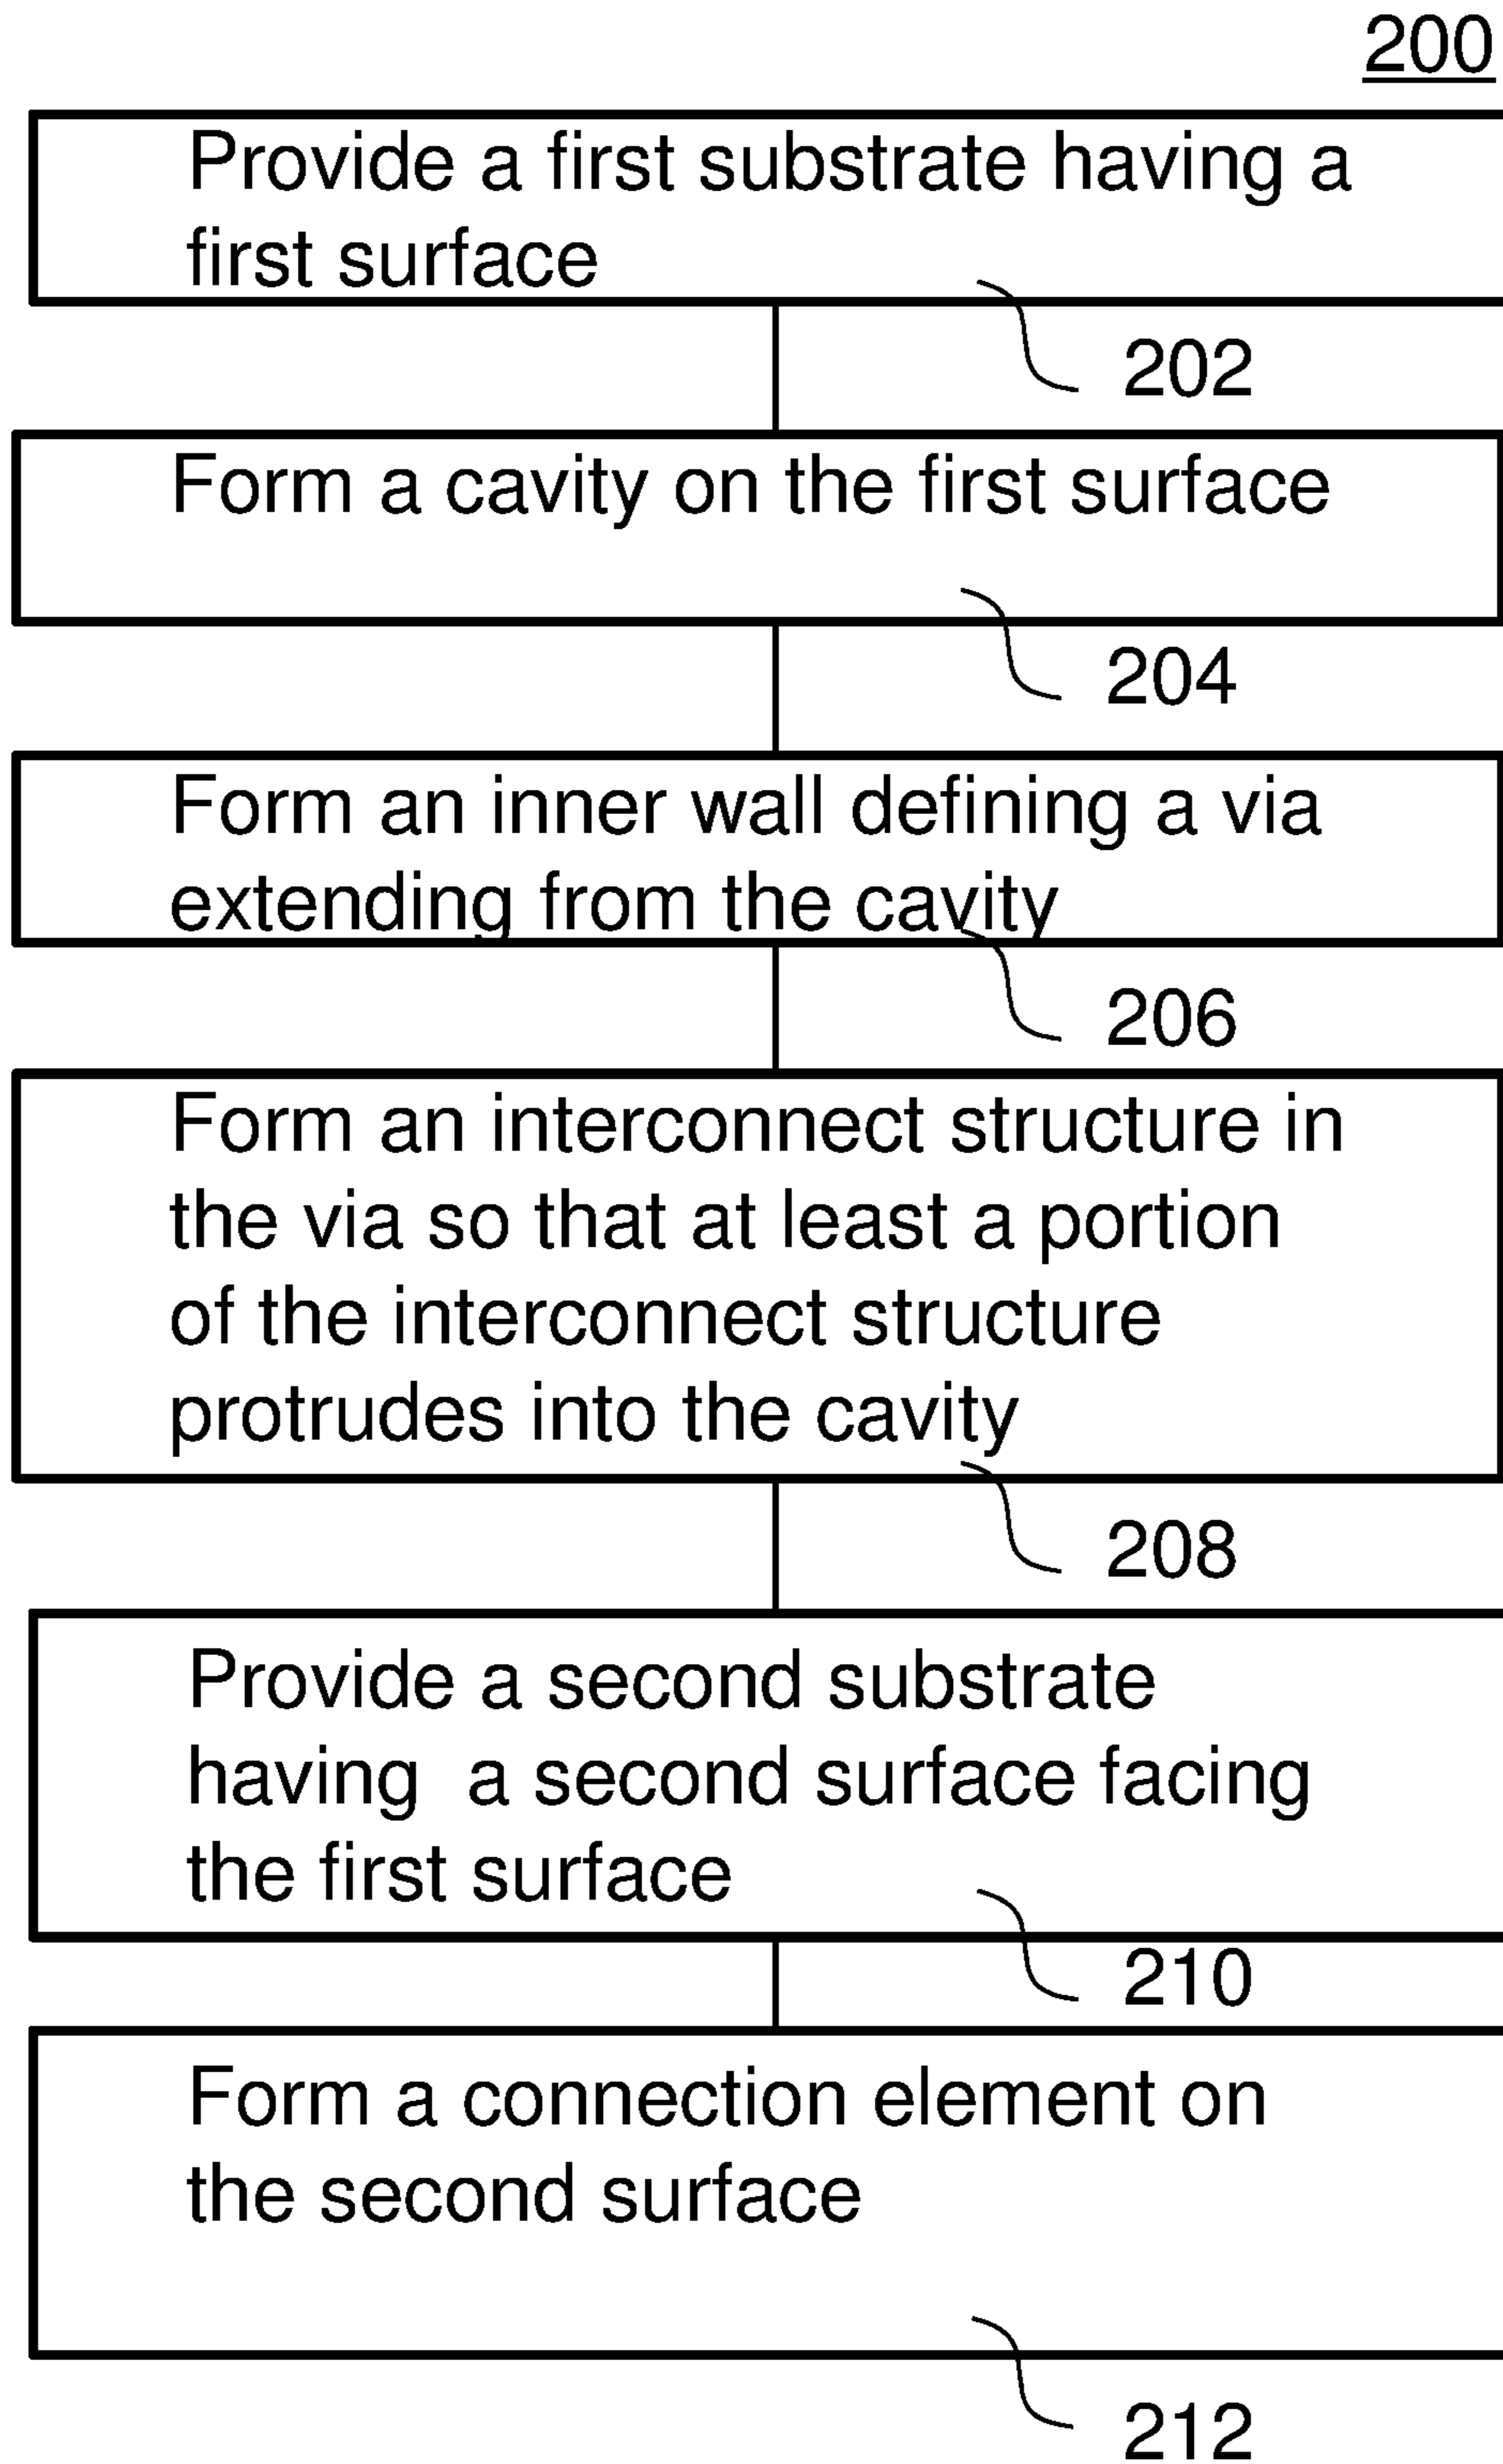 200
Provide a first substrate having a
first surface
202
Form a cavity on the first surface
204
Form an inner wall defining a via
extending from the cavity
206
Form an interconnect structure in
the via so that at least a portion
of the interconnect structure
protrudes into the cavity
208
Provide a second substrate
having  a second surface facing
the first surface
210
Form a connection element on
the second surface
212